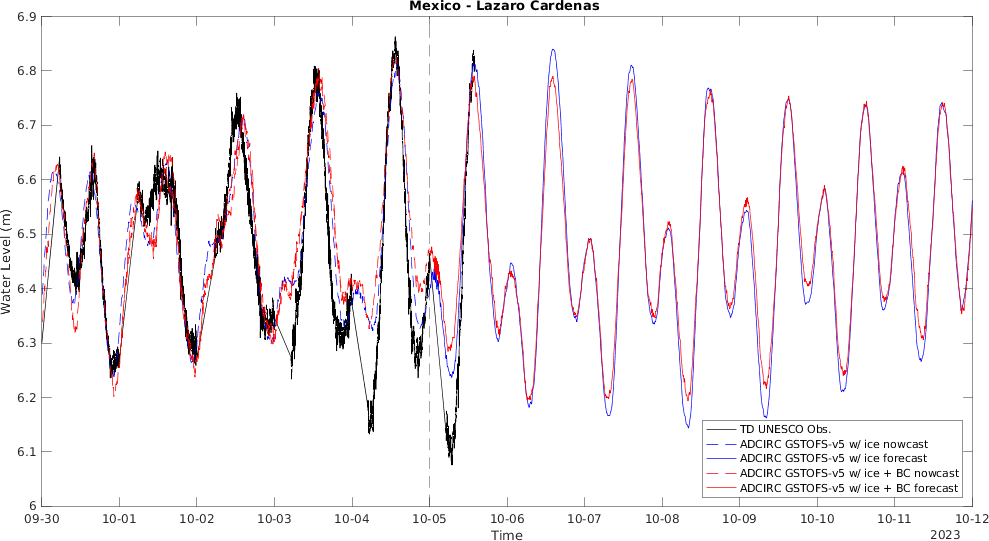 Mexico - Lazaro Cardenas
6.9
6.8
6.7
6.6
6.5
6.4
6.3
6.2
6.1
6
Water Level (m)
TD UNESCO Obs.
ADCIRC GSTOFS-v5 w/ ice nowcast
ADCIRC GSTOFS-v5 w/ ice forecast
ADCIRC GSTOFS-v5 w/ ice + BC nowcast
ADCIRC GSTOFS-v5 w/ ice + BC forecast
09-30 10-01 10-02 10-03 10-04 10-05 10-06 10-07 10-08 10-09 10-10 10-11 10-12
Time
2023